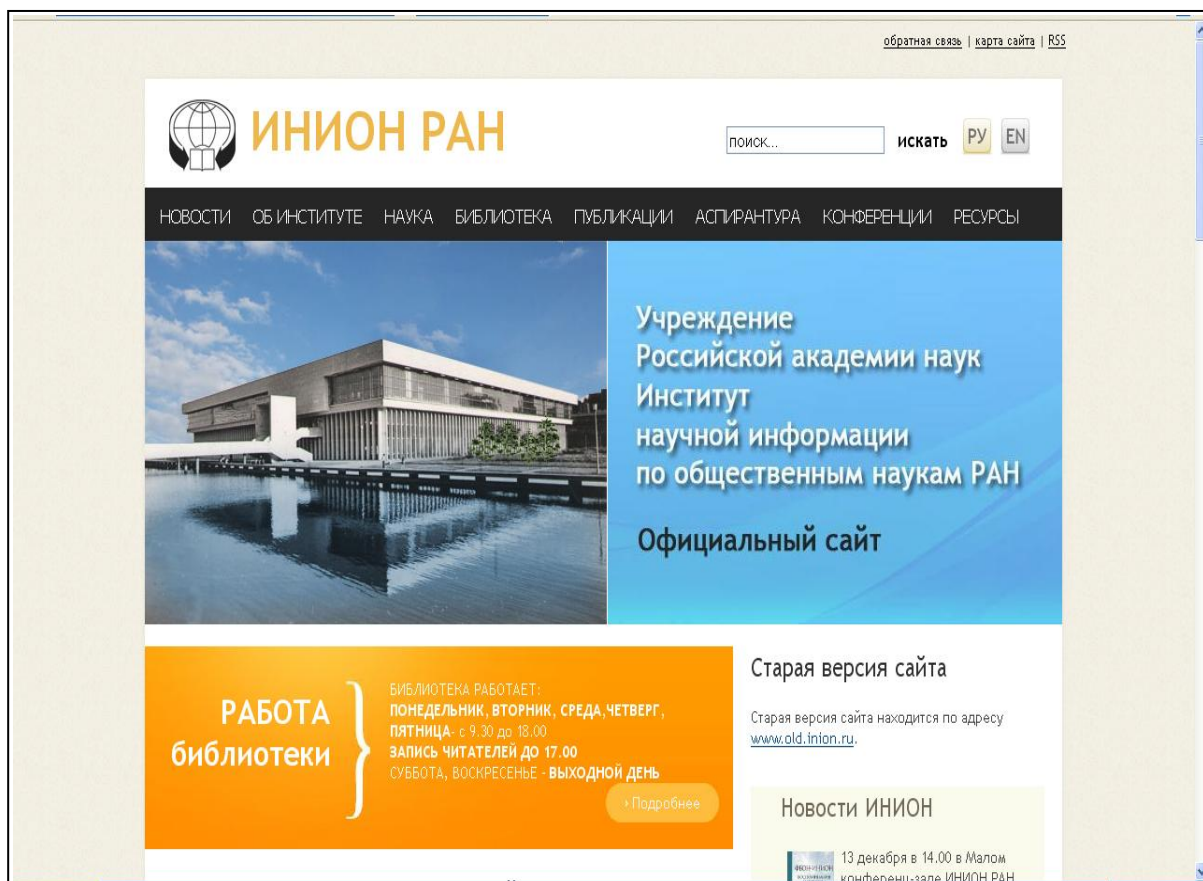 обратная связь | карта сайта | RSS
ИНИОН РАН
поиск...
искать
РУ
EN
НОВОСТИ ОБ ИНСТИТУТЕ НАУКА БИБЛИОТЕКА ПУБЛИКАЦИИ АСПИРАНТУРА КОНФЕРЕНЦИИ РЕСУРСЫ
Учреждение
Российской академии наук
Институт
научной информации
по общественным наукам РАН
Официальный сайт
РАБОТА
библиотеки
БИБЛИОТЕКА РАБОТАЕТ:
ПОНЕДЕЛЬНИК, ВТОРНИК, СРЕДА,ЧЕТВЕРГ,
ПЯТНИЦА- с 9.30 до 18.00
ЗАПИСЬ ЧИТАТЕЛЕЙ ДО 17.00
СУББОТА, ВОСКРЕСЕНЬЕ - ВЫХОДНОЙ ДЕНЬ
Подробнее
Старая версия сайта
Старая версия сайта находится по адресу
www.old.inion.ru.
Новости ИНИОН
13 декабря в 14.00 в Малом
конференц-зале ИНИОН РАН